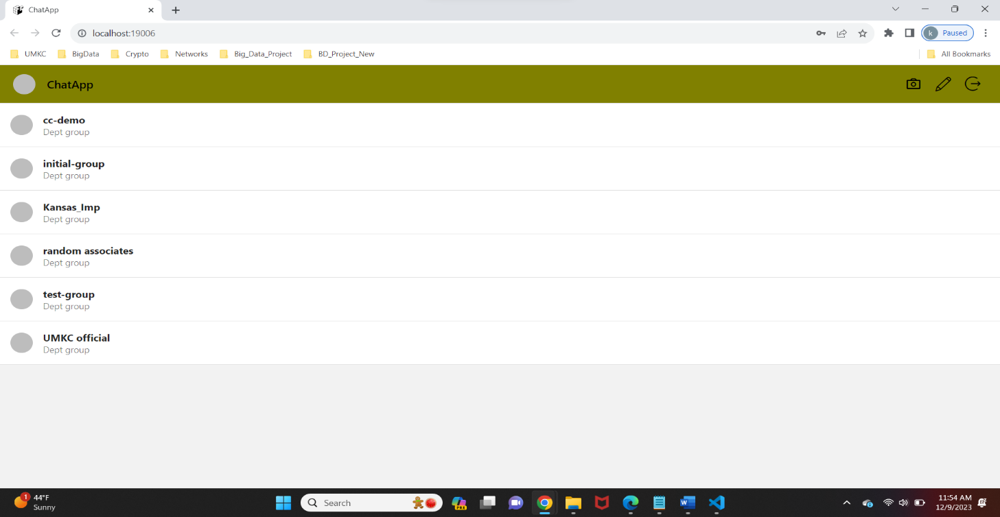 ChatApp
localhost:19006
k Paused
UMKC BigData Crypto Networks Big_Data_Project BD_Project_New All Bookmarks
ChatApp
cc-demo
Dept group
initial-group
Dept group
Kansas_Imp
Dept group
random associates
Dept group
test-group
Dept group
UMKC official
Dept group
1 44°F
Sunny
Search
PRE
W
11:54 AM
12/9/2023